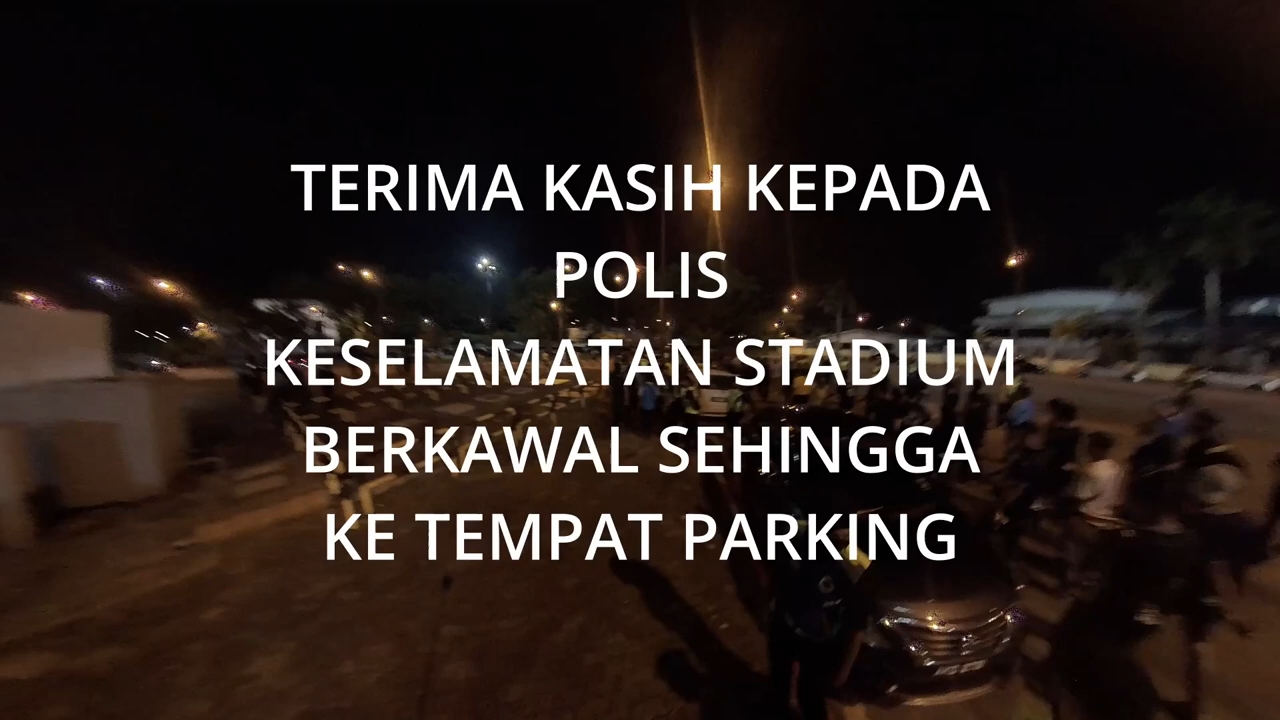 TERIMA KASIH KEPADA
POLIS
KESELAMATAN STADIUM
BERKAWAL SEHINGGA
KE TEMPAT PARKING